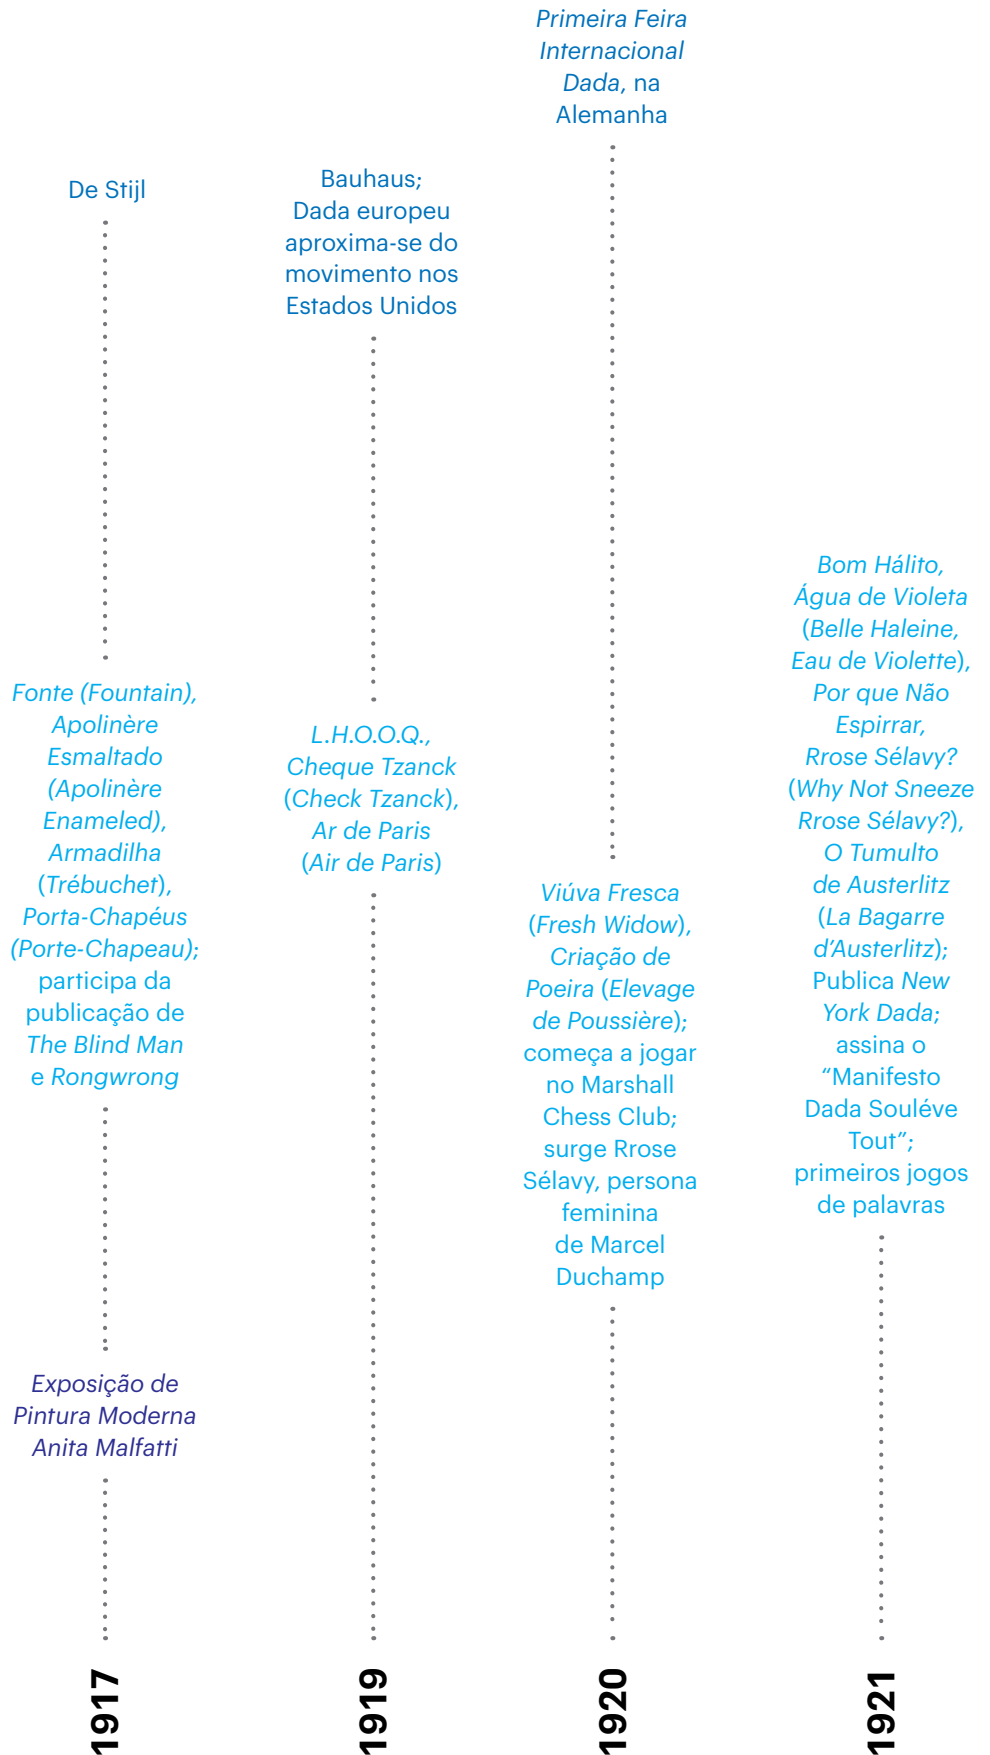 De Stijl
Fonte (Fountain),
Apolinère
Esmaltado
(Apolinère
Enameled),
Armadilha
(Trébuchet),
Porta-Chapéus
(Porte-Chapeau);
participa da
publicação de
The Blind Man
e Rongwrong
Exposição de
Pintura Moderna
Anita Malfatti
1917
Bauhaus;
Dada europeu
aproxima-se do
movimento nos
Estados Unidos
L.H.O.O.Q.,
Cheque Tzanck
(Check Tzanck),
Ar de Paris
(Air de Paris)
1919
Primeira Feira
Internacional
Dada, na
Alemanha
Viúva Fresca
(Fresh Widow),
Criação de
Poeira (Elevage
de Poussière);
começa a jogar
no Marshall
Chess Club;
surge Rrose
Sélavy, persona
feminina
de Marcel
Duchamp
1920
Bom Hálito,
Água de Violeta
(Belle Haleine,
Eau de Violette),
Por que Não
Espirrar,
Rrose Sélavy?
(Why Not Sneeze
Rrose Sélavy?),
O Tumulto
de Austerlitz
(La Bagarre
d’Austerlitz);
Publica New
York Dada;
assina o
“Manifesto
Dada Souléve
Tout”;
primeiros jogos
de palavras
1921